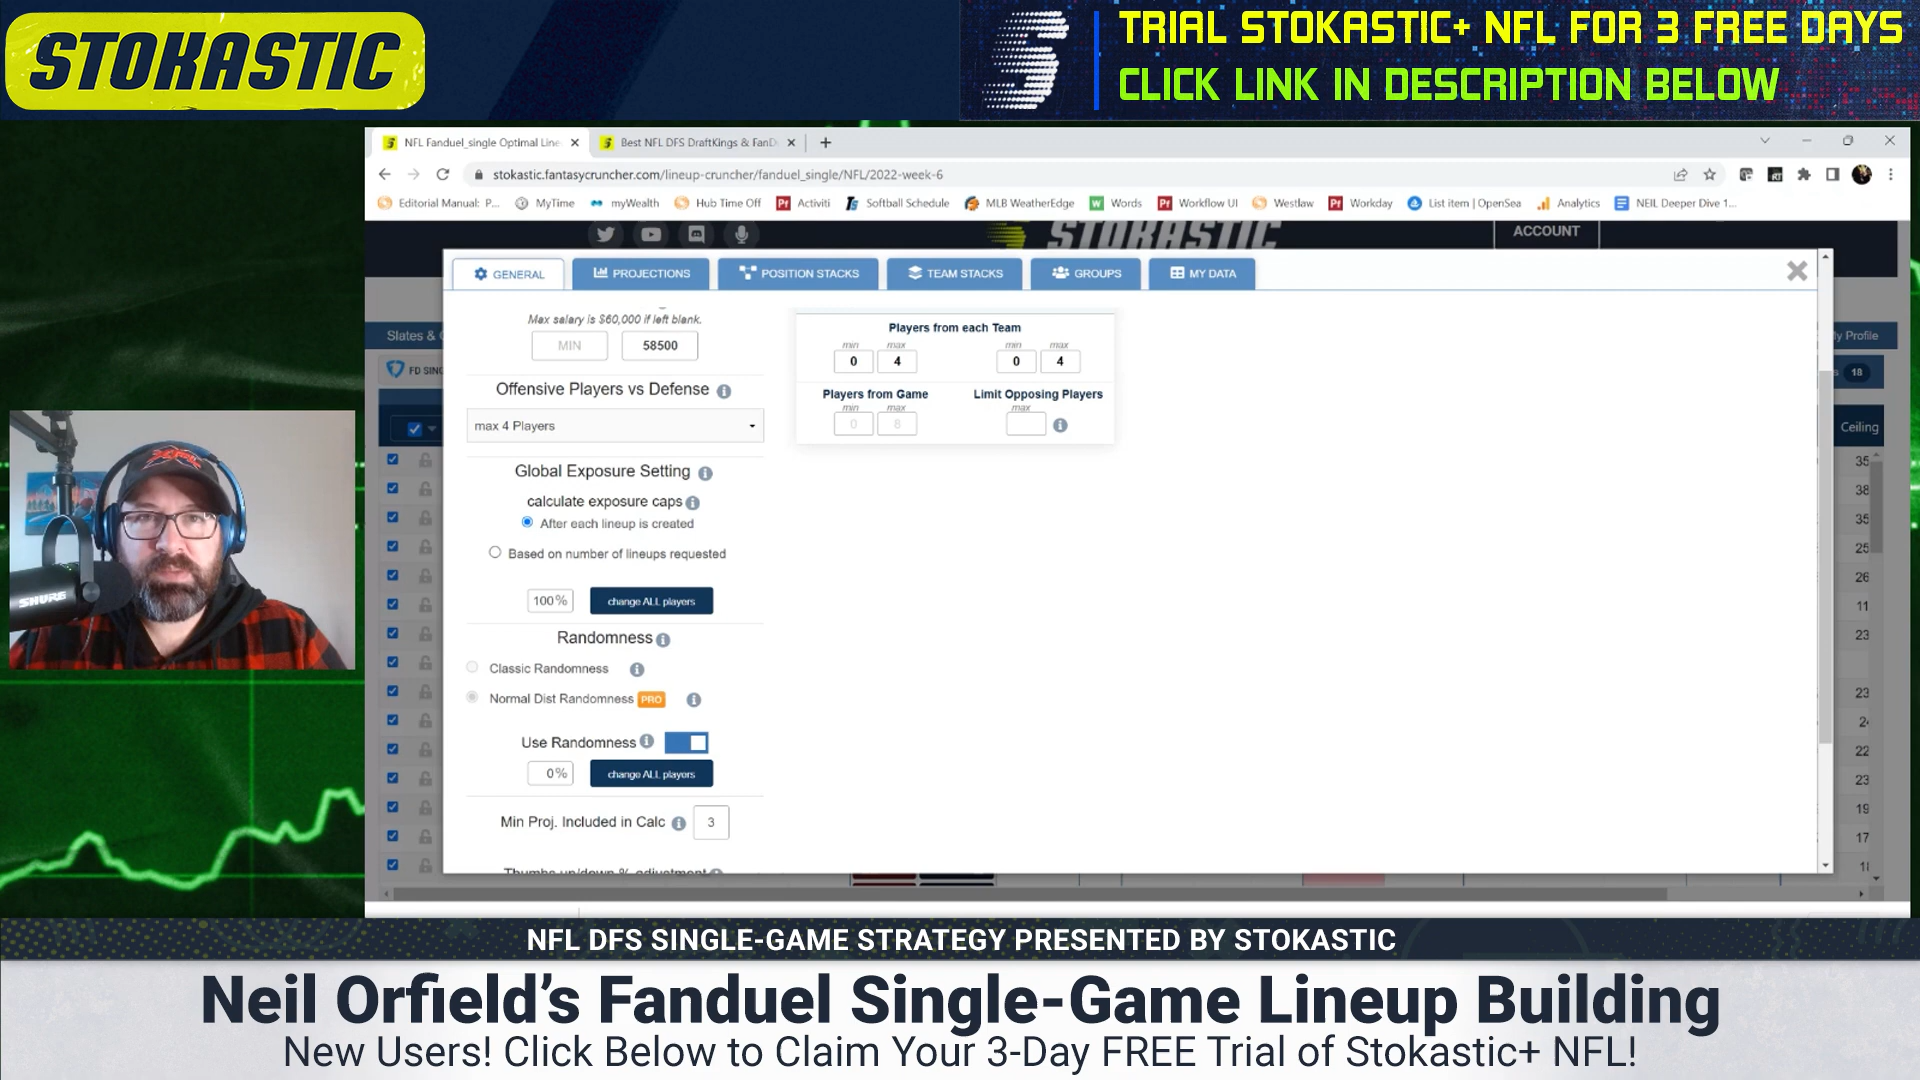 STOKASTIC
TRIAL STOKASTIC+ NFL FOR 3 FREE DAYS
CLICK LINK IN DESCRIPTION BELOW
NFL Fanduel_single Optimal Line
Best NFL DFS DraftKings & FanD
stokastic.fantasycruncher.com/lineup-cruncher/fanduel_single/NFL/2022-week-6
Editorial Manual: P...
MyTime
myWealth
Hub Time Off
Activiti
Softball Schedule
MLB WeatherEdge
Words
Workflow UI
Westlaw
Workday
List item | OpenSea
Analytics
NEIL Deeper Dive 1...
STOKASTIC
ACCOUNT
GENERAL
PROJECTIONS
POSITION STACKS
TEAM STACKS
GROUPS
MY DATA
Slates &
FD SIN
My Profile
18
Ceiling
Max salary is $60,000 if left blank.
MIN
58500
Offensive Players vs Defense
max 4 Players
Global Exposure Setting
calculate exposure caps
After each lineup is created
Based on number of lineups requested
100%
change ALL players
Randomness
Classic Randomness
Normal Dist Randomness PRO
Use Randomness
0%
change ALL players
Min Proj. Included in Calc
3
Thumbs up/down % adjustment
Players from each Team
min max min max
0 4 0 4
Players from Game Limit Opposing Players
min max max
0 8
35
38
35
25
26
11
23
23
22
23
19
17
SHURE
XFL
NFL DFS SINGLE-GAME STRATEGY PRESENTED BY STOKASTIC
Neil Orfield’s Fanduel Single-Game Lineup Building
New Users! Click Below to Claim Your 3-Day FREE Trial of Stokastic+ NFL!